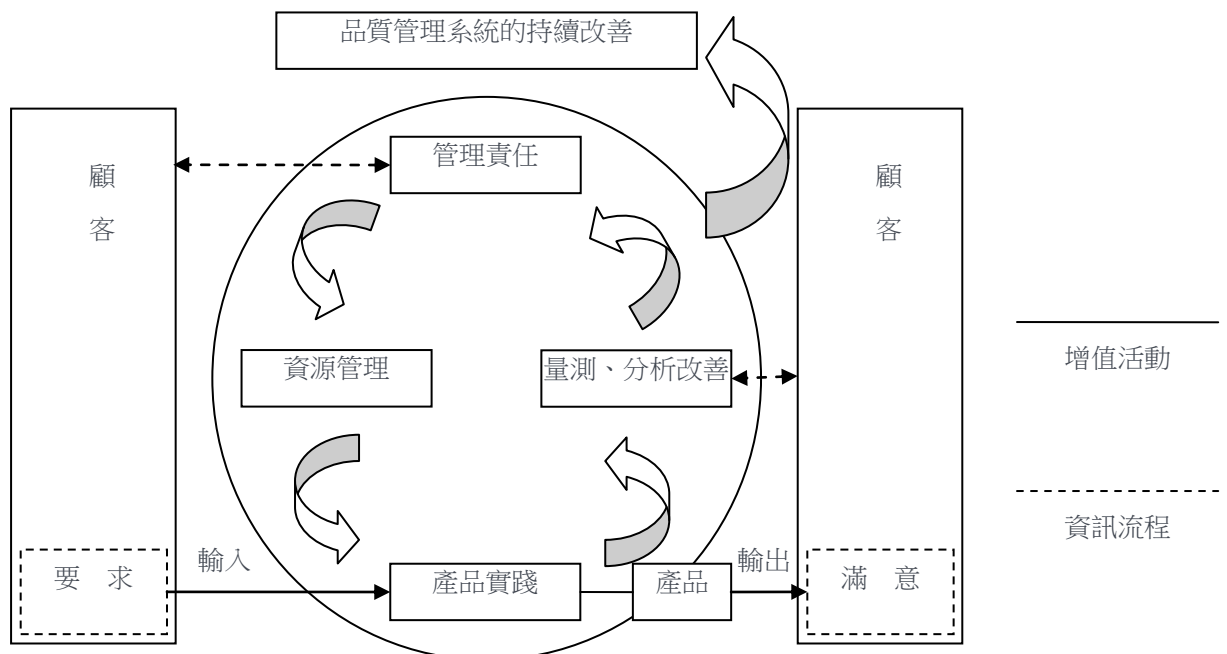 品質管理系統的持續改善
管理責任
顧
客
顧
客
資源管理
量測、分析改善
增值活動
資訊流程
輸入
輸出
要 求
產品實踐
產品
滿 意